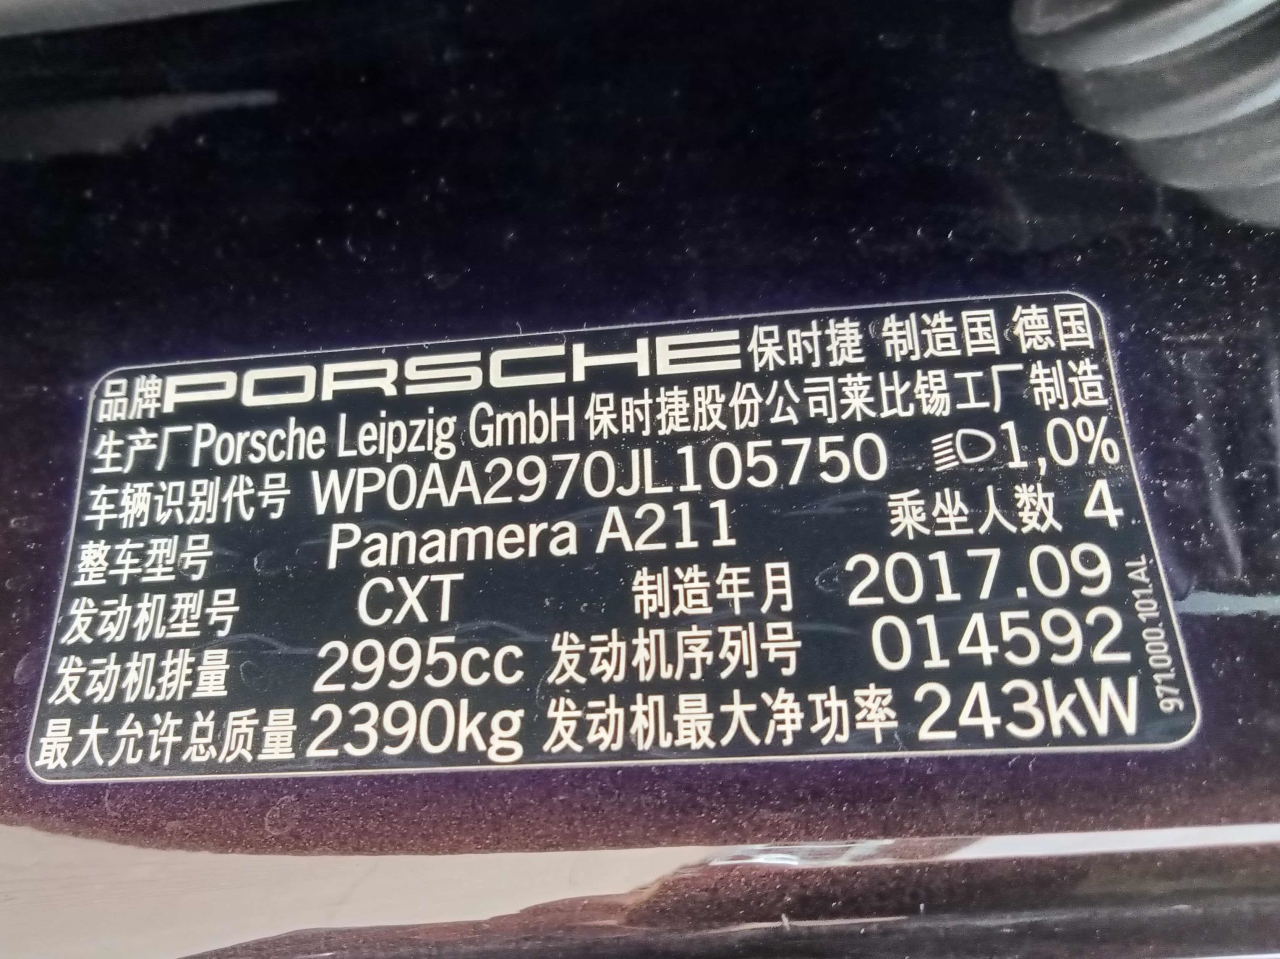 品牌PORSCHE保时捷 制造国 德国
生产厂Porsche Leipzig GmbH保时捷股份公司莱比锡工厂制造
车辆识别代号 WP0AA2970JL105750 1,0%
整车型号 Panamera A211 乘坐人数 4
发动机型号 CXT 制造年月 2017.09
发动机排量 2995cc 发动机序列号 014592
最大允许总质量 2390kg 发动机最大净功率 243kW
971.000.101.AL